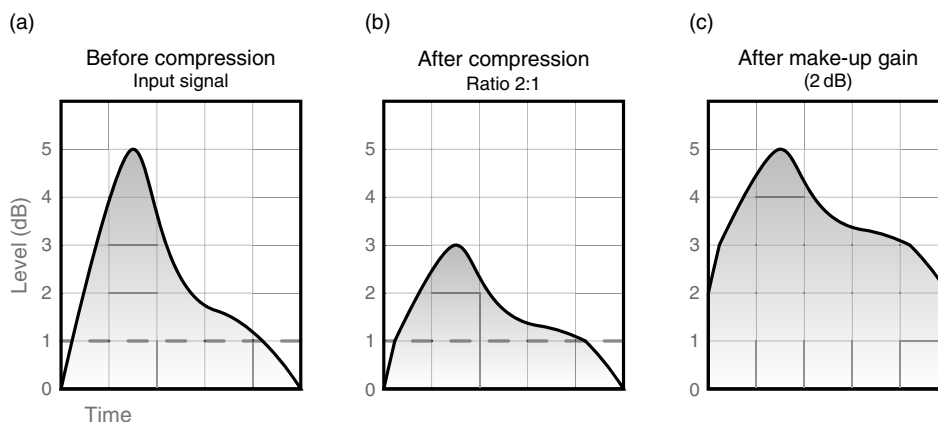 (a)
Before compression
Input signal
Level (dB)
5
4
3
2
1
0
Time
(b)
After compression
Ratio 2:1
5
4
3
2
1
0
(c)
After make-up gain
(2 dB)
5
4
3
2
1
0